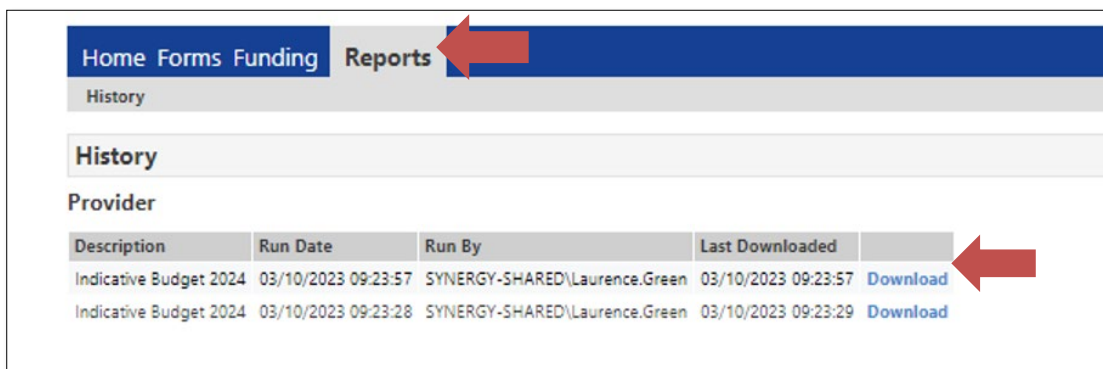 Home Forms Funding Reports
History
History
Provider
Description Run Date Run By Last Downloaded
Indicative Budget 2024 03/10/2023 09:23:57 SYNERGY-SHARED\Laurence.Green 03/10/2023 09:23:57 Download
Indicative Budget 2024 03/10/2023 09:23:28 SYNERGY-SHARED\Laurence.Green 03/10/2023 09:23:29 Download